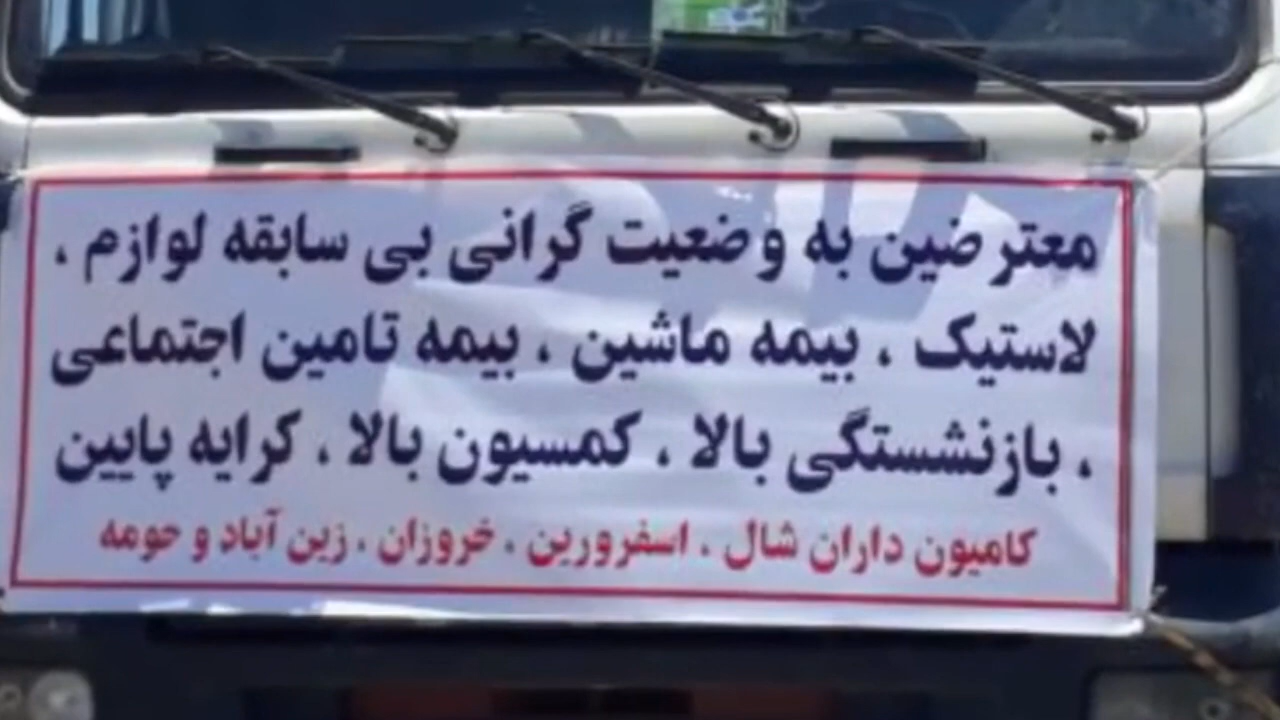 معترضین به وضعیت گرانی بی سابقه لوازم ،
لاستیک ، بیمه ماشین ، بیمه تامین اجتماعی
، بازنشستگی بالا ، کمسیون بالا ، کرایه پایین
کامیون داران شال ، اسفرورین ، خروزان ، زین آباد و حومه